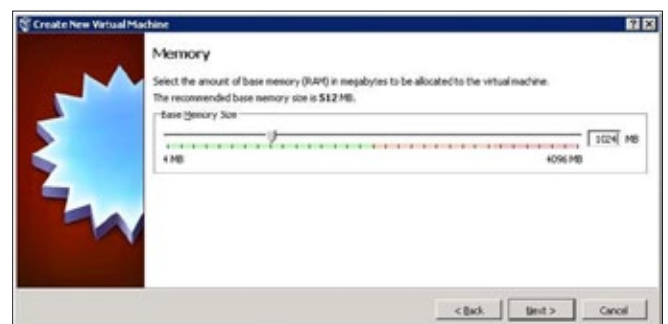 Create New Virtual Machine
Memory
Select the amount of base memory (RAM) in megabytes to be allocated to the virtual machine.
The recommended base memory size is 512 MB.
Base Memory Size
1024 MB
4 MB
4096 MB
< Back
Next >
Cancel